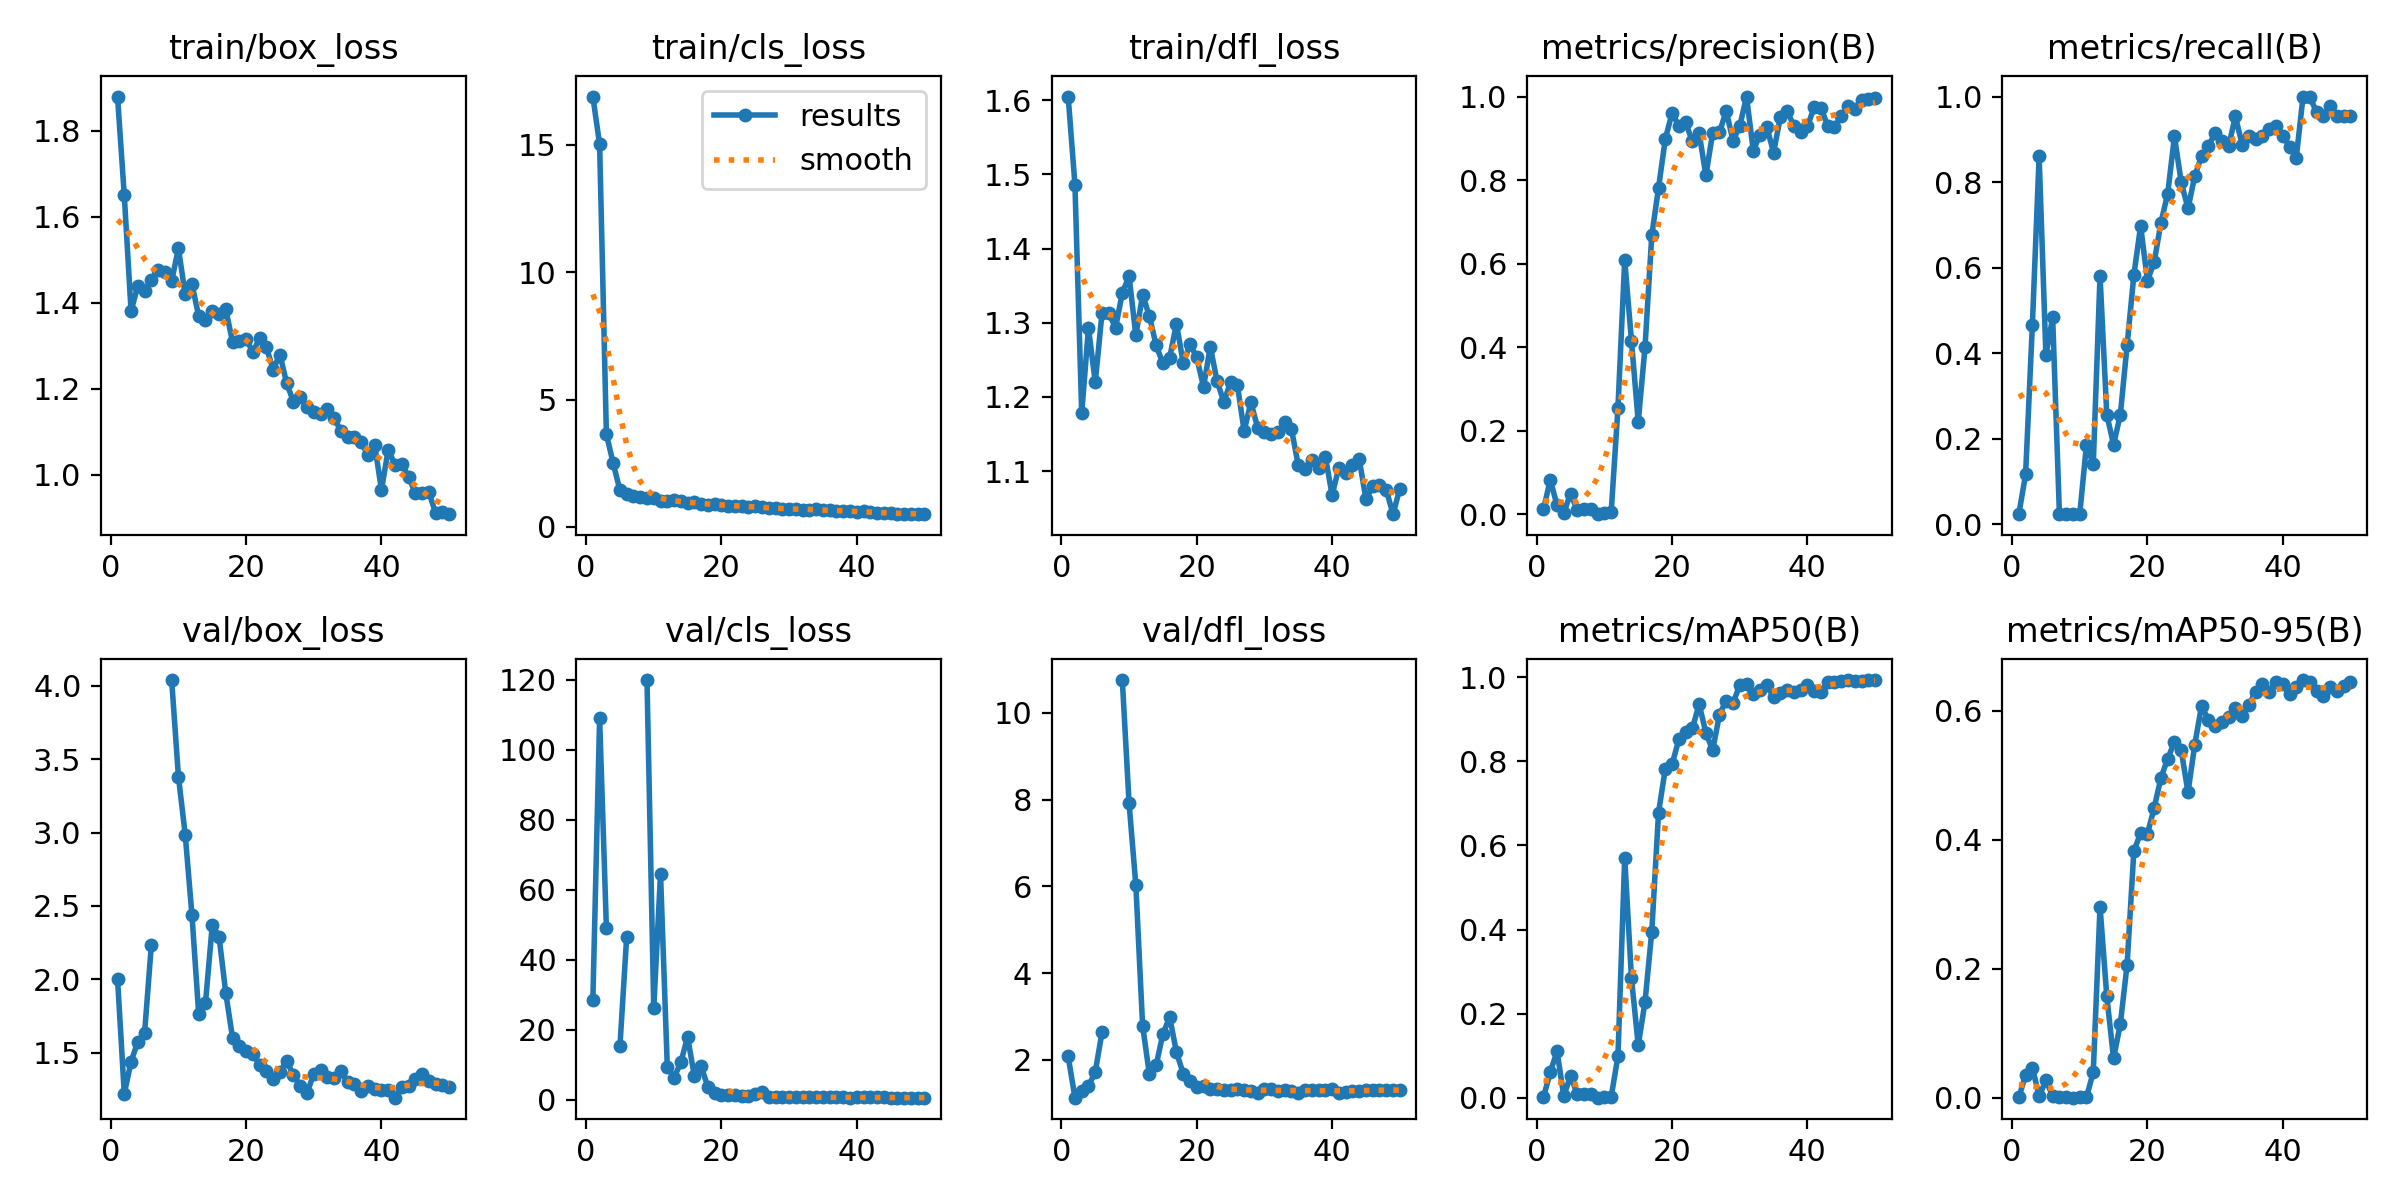 train/box_loss
1.8
1.6
1.4
1.2
1.0
0 20 40
train/cls_loss
results
smooth
15
10
5
0
0 20 40
train/dfl_loss
1.6
1.5
1.4
1.3
1.2
1.1
0 20 40
metrics/precision(B)
1.0
0.8
0.6
0.4
0.2
0.0
0 20 40
metrics/recall(B)
1.0
0.8
0.6
0.4
0.2
0.0
0 20 40
val/box_loss
4.0
3.5
3.0
2.5
2.0
1.5
0 20 40
val/cls_loss
120
100
80
60
40
20
0
0 20 40
val/dfl_loss
10
8
6
4
2
0 20 40
metrics/mAP50(B)
1.0
0.8
0.6
0.4
0.2
0.0
0 20 40
metrics/mAP50-95(B)
0.6
0.4
0.2
0.0
0 20 40